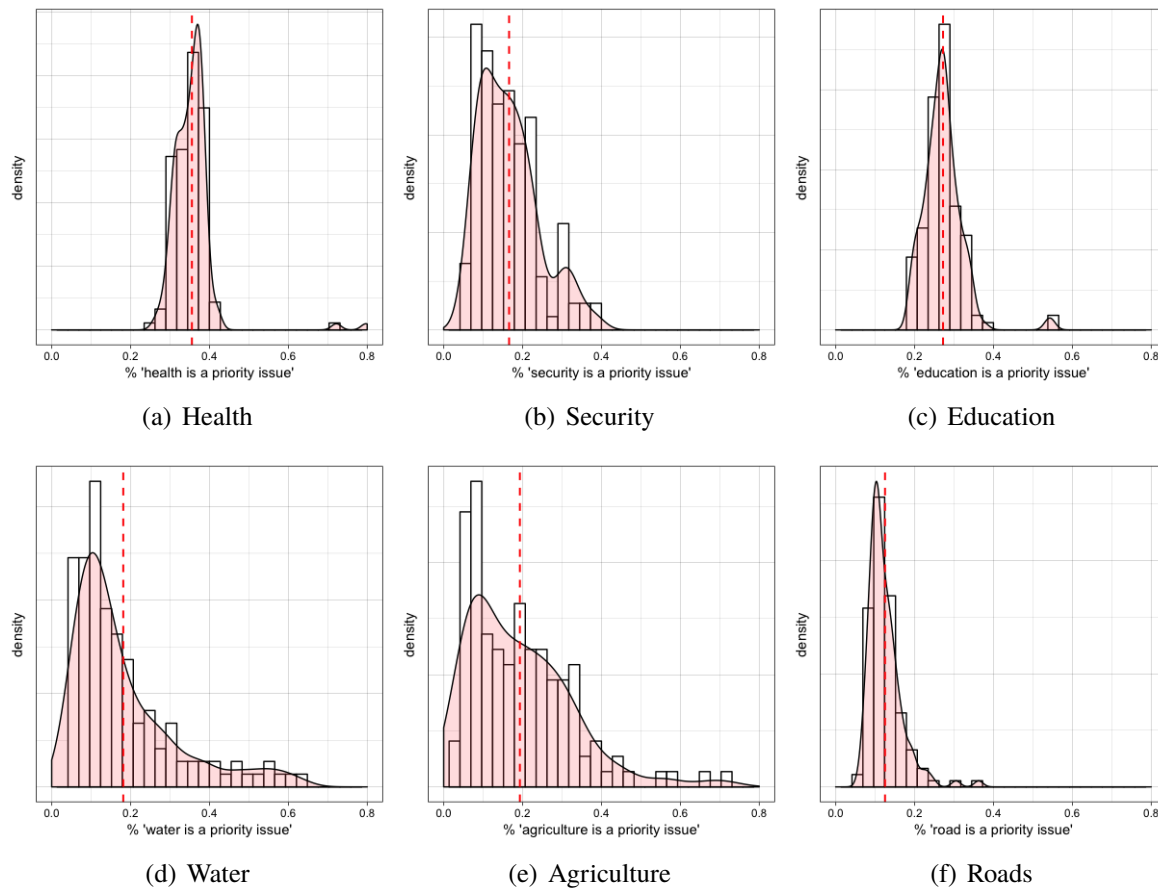 density
0.0 0.2 0.4 0.6 0.8
% 'health is a priority issue'
(a) Health
density
0.0 0.2 0.4 0.6 0.8
% 'security is a priority issue'
(b) Security
density
0.0 0.2 0.4 0.6 0.8
% 'education is a priority issue'
(c) Education
density
0.0 0.2 0.4 0.6 0.8
% 'water is a priority issue'
(d) Water
density
0.0 0.2 0.4 0.6 0.8
% 'agriculture is a priority issue'
(e) Agriculture
density
0.0 0.2 0.4 0.6 0.8
% 'road is a priority issue'
(f) Roads